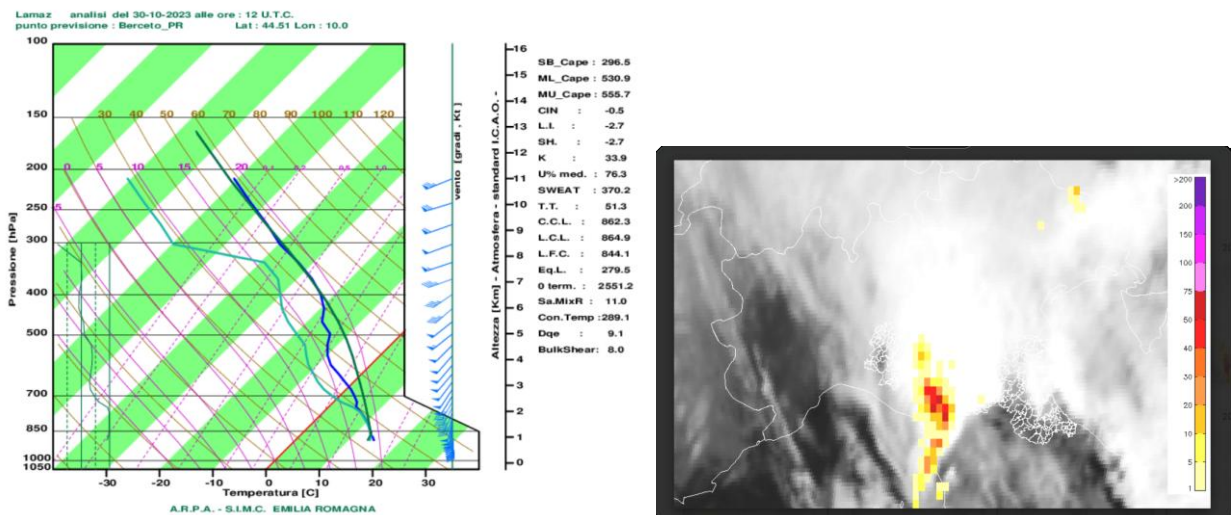 Lamaz analisi del 30-10-2023 alle ore : 12 U.T.C.
punto previsione : Berceto_PR Lat : 44.51 Lon : 10.0
100
150
200
250
300
400
500
700
850
1000
1050
Pressione [hPa]
30 40 50 60 70 80 90 100 110 120
0 5 10 15 20
-30 -20 -10 0 10 20 30
Temperatura [C]
A.R.P.A. - S.I.M.C. EMILIA ROMAGNA
vento [gradi , Kt]
Altezza [Km] - Atmosfera - standard I.C.A.O. -
16
15
14
13
12
11
10
9
8
7
6
5
4
3
2
1
0
SB_Cape : 296.5
ML_Cape : 530.9
MU_Cape : 555.7
CIN : -0.5
L.I. : -2.7
SH. : -2.7
K : 33.9
U% med. : 76.3
SWEAT : 370.2
T.T. : 51.3
C.C.L. : 862.3
L.C.L. : 864.9
L.F.C. : 844.1
Eq.L. : 279.5
0 term. : 2551.2
Sa.MixR : 11.0
Con.Temp :289.1
Dqe : 9.1
BulkShear: 8.0
>200
200
150
100
75
50
40
30
20
10
5
1